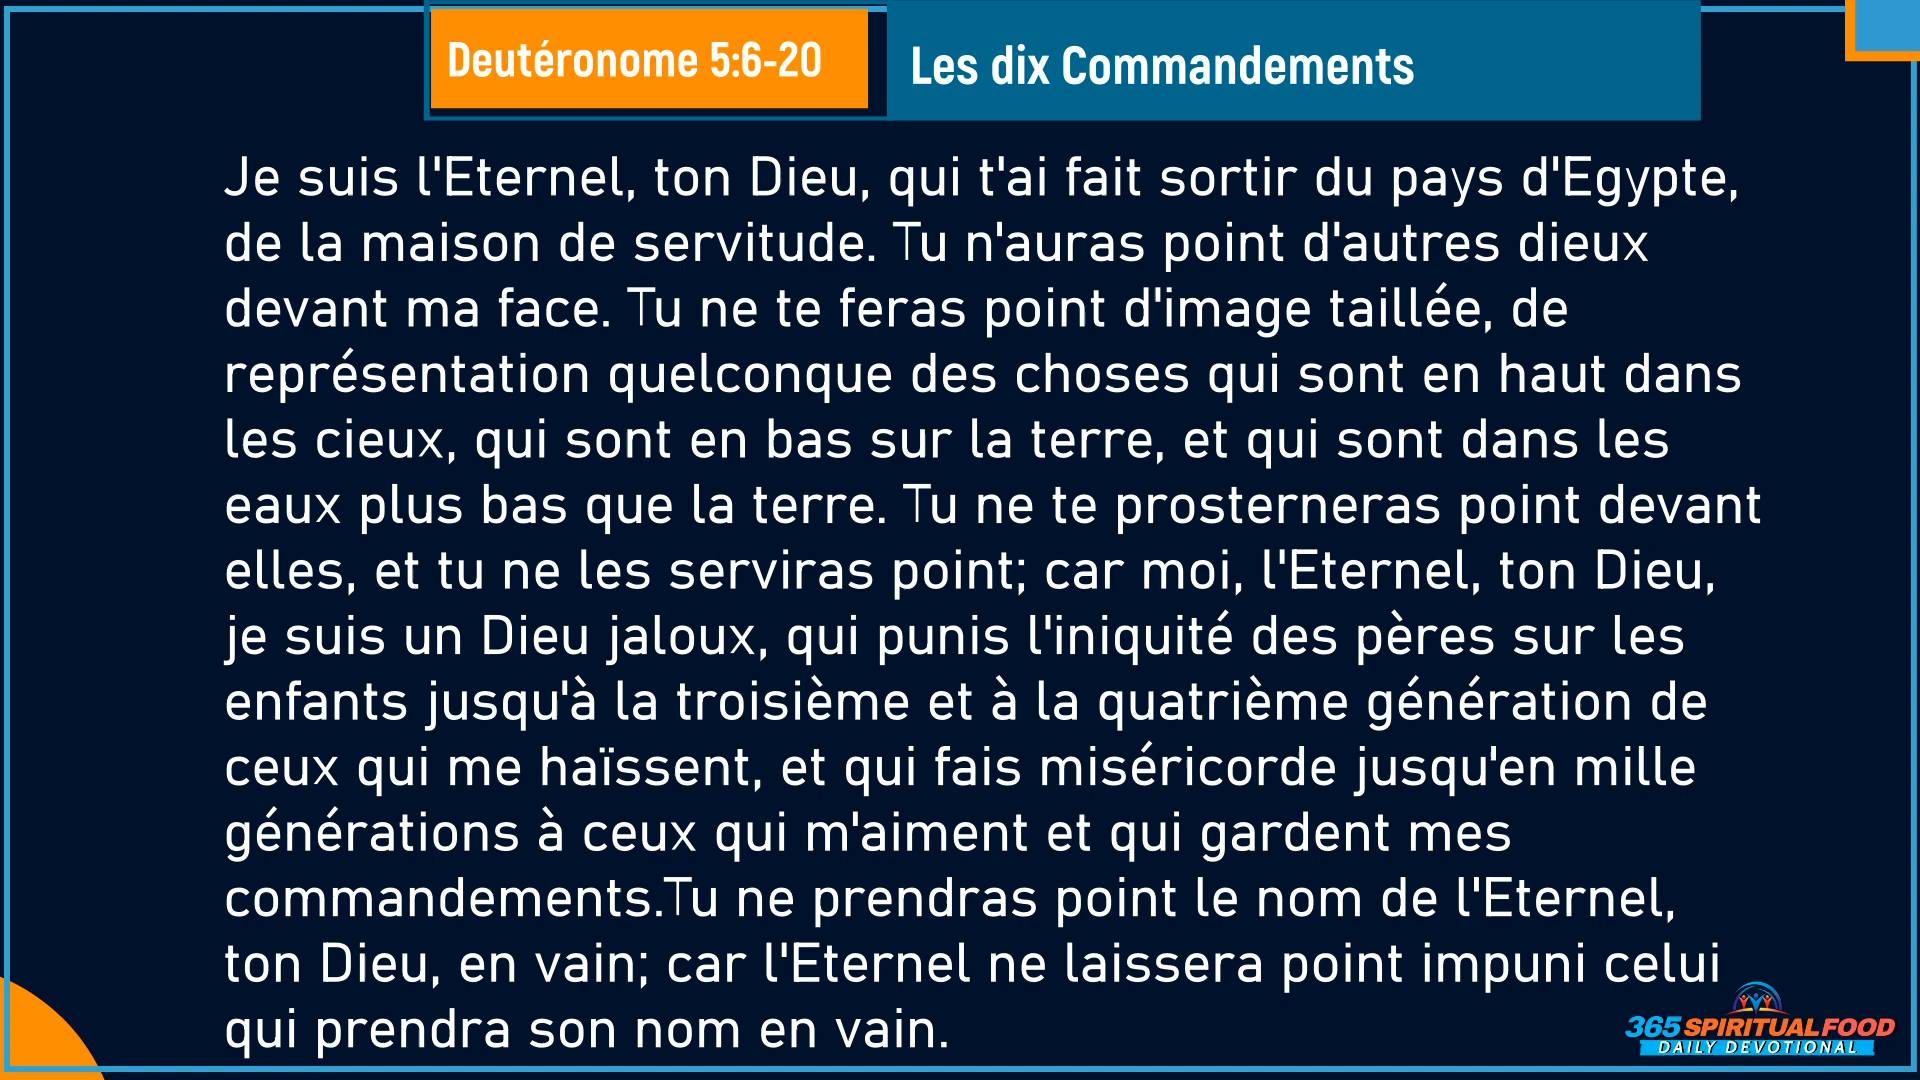 Deutéronome 5:6-20
Les dix Commandements
Je suis l'Eternel, ton Dieu, qui t'ai fait sortir du pays d'Egypte,
de la maison de servitude. Tu n'auras point d'autres dieux
devant ma face. Tu ne te feras point d'image taillée, de
représentation quelconque des choses qui sont en haut dans
les cieux, qui sont en bas sur la terre, et qui sont dans les
eaux plus bas que la terre. Tu ne te prosterneras point devant
elles, et tu ne les serviras point; car moi, l'Eternel, ton Dieu,
je suis un Dieu jaloux, qui punis l'iniquité des pères sur les
enfants jusqu'à la troisième et à la quatrième génération de
ceux qui me haïssent, et qui fais miséricorde jusqu'en mille
générations à ceux qui m'aiment et qui gardent mes
commandements.Tu ne prendras point le nom de l'Eternel,
ton Dieu, en vain; car l'Eternel ne laissera point impuni celui
qui prendra son nom en vain.
365 SPIRITUAL FOOD
DAILY DEVOTIONAL